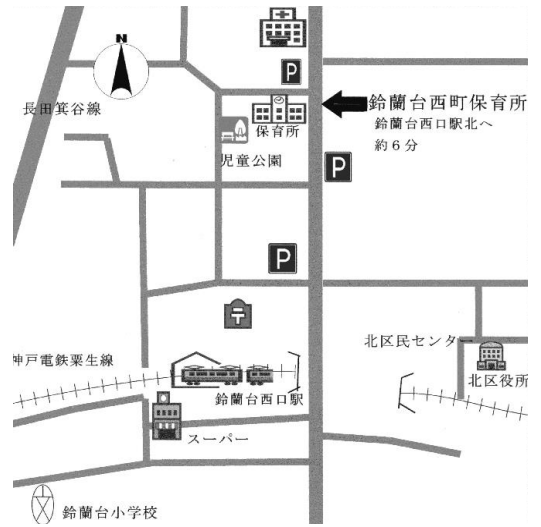 N
P
長田箕谷線
鈴蘭台西町保育所
鈴蘭台西口駅北へ
約6分
保育所
児童公園
P
P
〒
北区民センター
神戸電鉄粟生線
北区役所
鈴蘭台西口駅
スーパー
鈴蘭台小学校